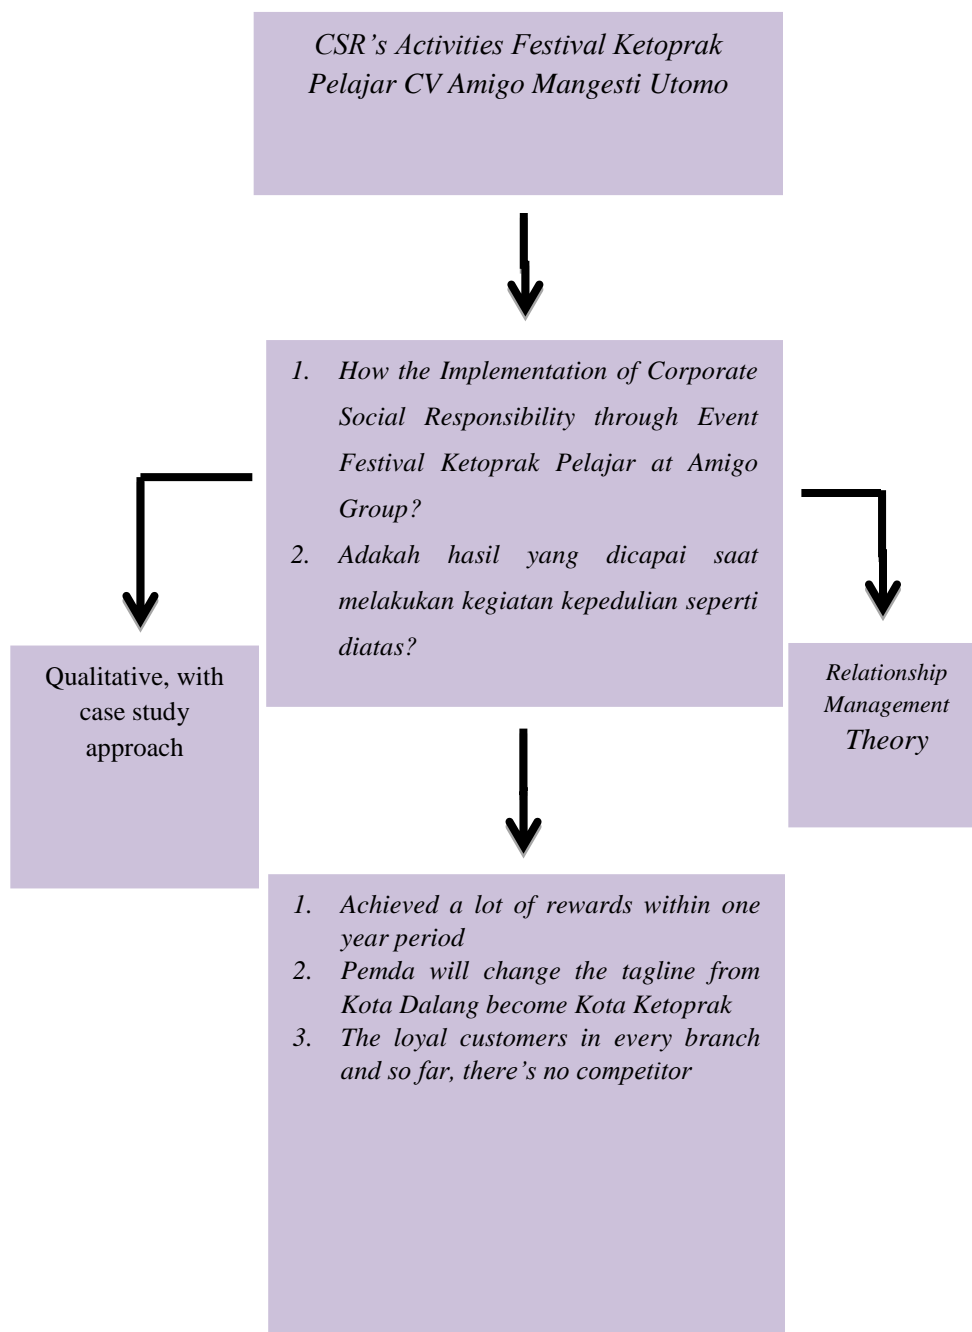 CSR’s Activities Festival Ketoprak
Pelajar CV Amigo Mangesti Utomo
1. How the Implementation of Corporate
Social Responsibility through Event
Festival Ketoprak Pelajar at Amigo
Group?
2. Adakah hasil yang dicapai saat
melakukan kegiatan kepedulian seperti
diatas?
Qualitative, with
case study
approach
Relationship
Management
Theory
1. Achieved a lot of rewards within one
year period
2. Pemda will change the tagline from
Kota Dalang become Kota Ketoprak
3. The loyal customers in every branch
and so far, there’s no competitor